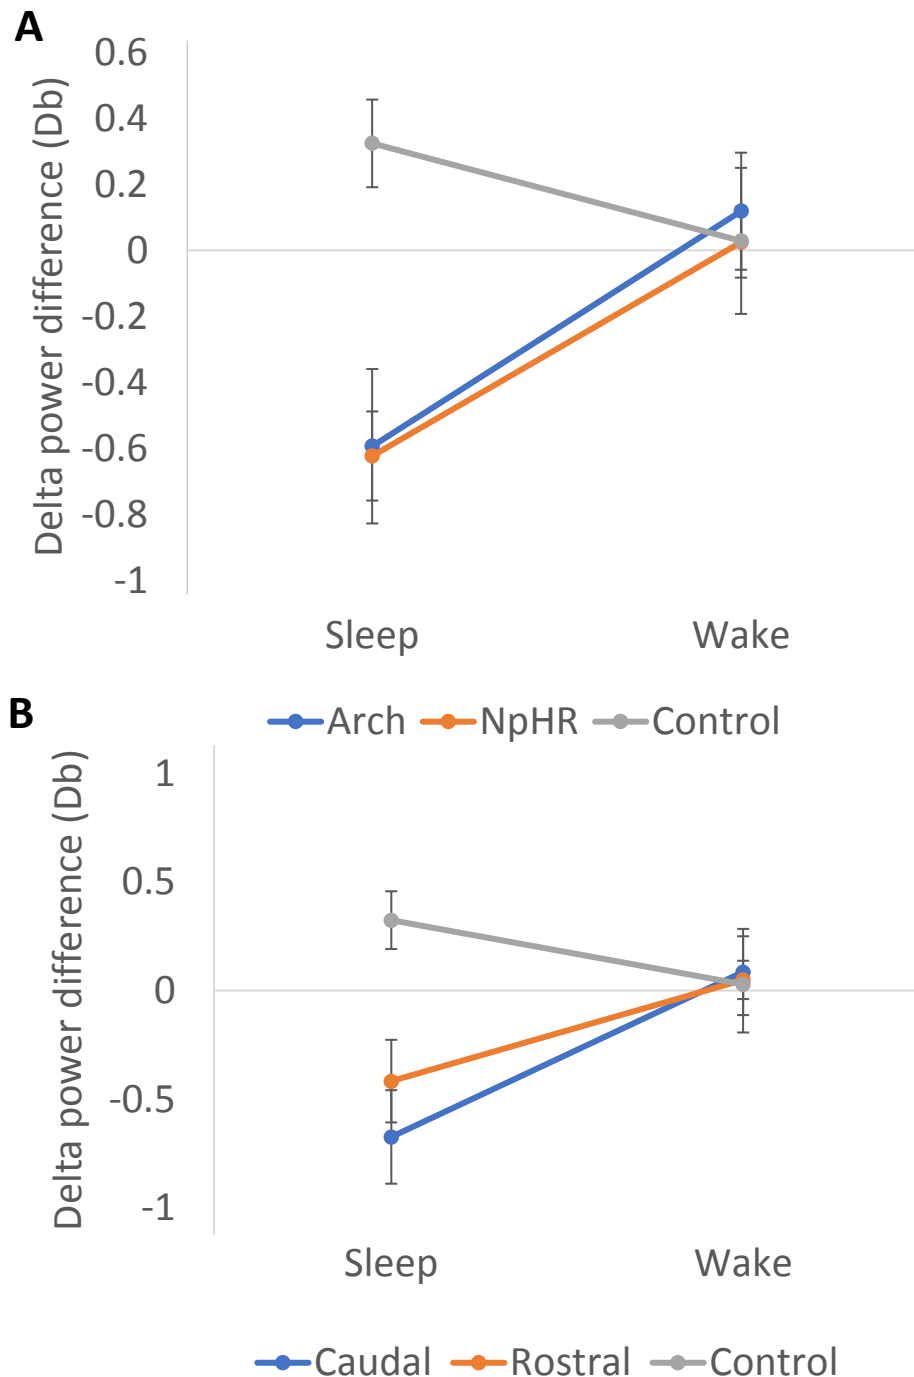 A
Delta power difference (Db)
0.6
0.4
0.2
0
-0.2
-0.4
-0.6
-0.8
-1
Sleep Wake
Arch NpHR Control
B
Delta power difference (Db)
1
0.5
0
-0.5
-1
Sleep Wake
Caudal Rostral Control